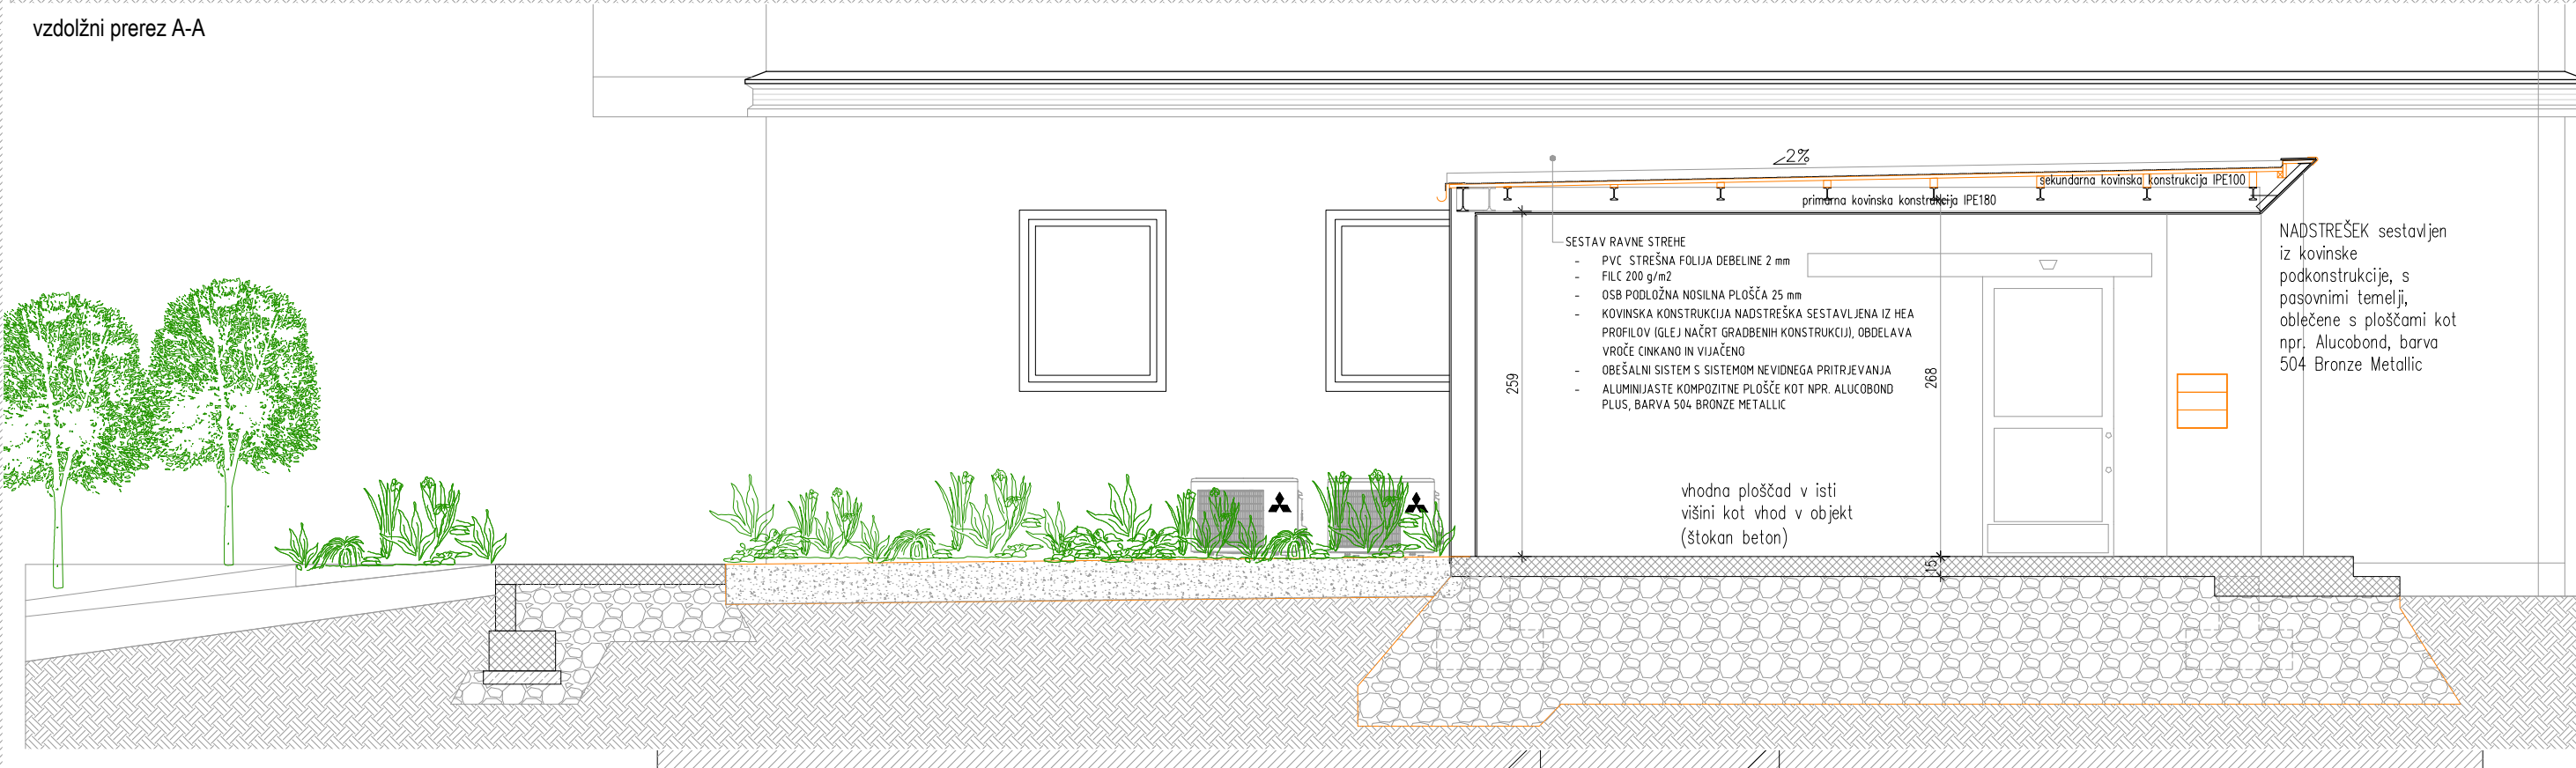 vzdolžni prerez A-A
2%
sekundarna kovinska konstrukcija IPE100
primarna kovinska konstrukcija IPE180
SESTAV RAVNE STREHE
- PVC STREŠNA FOLIJA DEBELINE 2 mm
- FILC 200 g/m2
- OSB PODLOŽNA NOSILNA PLOŠČA 25 mm
- KOVINSKA KONSTRUKCIJA NADSTREŠKA SESTAVLJENA IZ HEA
PROFILOV (GLEJ NAČRT GRADBENIH KONSTRUKCIJ), OBDELAVA
VROČE CINKANO IN VIJAČENO
- OBEŠALNI SISTEM S SISTEMOM NEVIDNEGA PRITRJEVANJA
- ALUMINIJASTE KOMPOZITNE PLOŠČE KOT NPR. ALUCOBOND
PLUS, BARVA 504 BRONZE METALLIC
NADSTREŠEK sestavljen
iz kovinske
podkonstrukcije, s
pasovnimi temelji,
oblečene s ploščami kot
npr. Alucobond, barva
504 Bronze Metallic
259
268
vhodna ploščad v isti
višini kot vhod v objekt
(štokan beton)
15